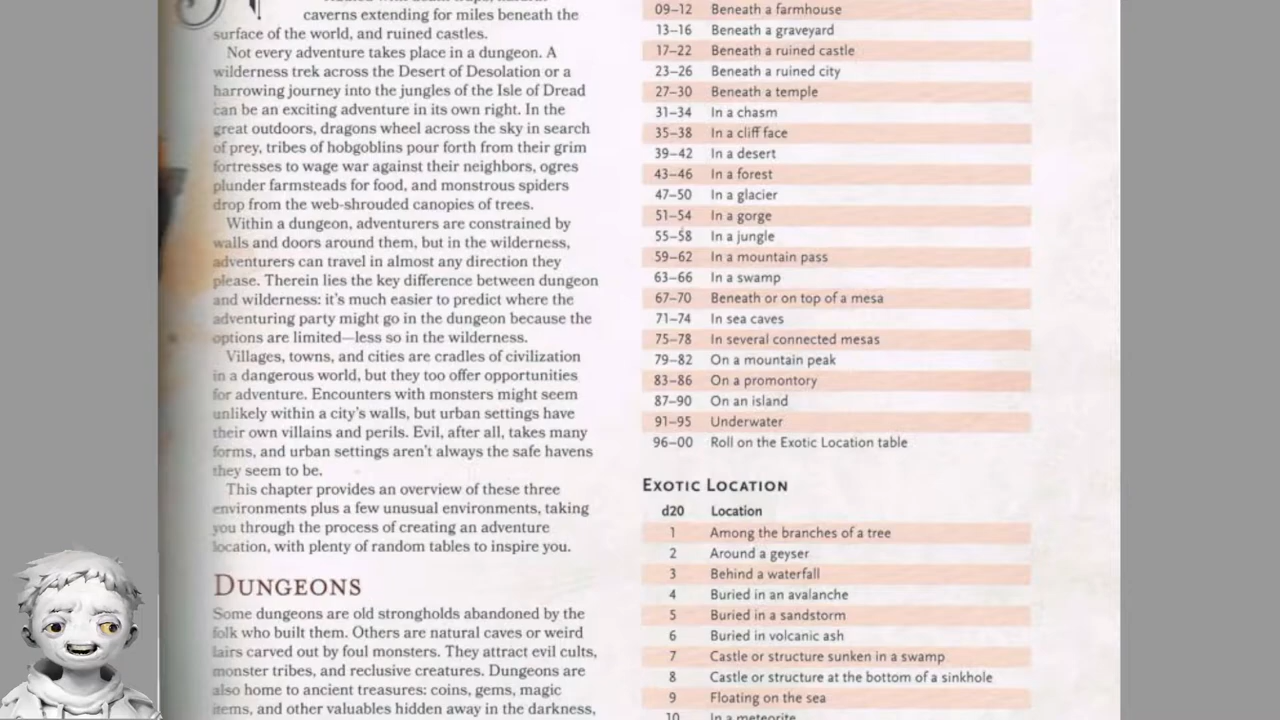 caverns extending for miles beneath the
surface of the world, and ruined castles.
Not every adventure takes place in a dungeon. A
wilderness trek across the Desert of Desolation or a
harrowing journey into the jungles of the Isle of Dread
can be an exciting adventure in its own right. In the
great outdoors, dragons wheel across the sky in search
of prey, tribes of hobgoblins pour forth from their grim
fortresses to wage war against their neighbors, ogres
plunder farmsteads for food, and monstrous spiders
drop from the web-shrouded canopies of trees.
Within a dungeon, adventurers are constrained by
walls and doors around them, but in the wilderness,
adventurers can travel in almost any direction they
please. Therein lies the key difference between dungeon
and wilderness: it's much easier to predict where the
adventuring party might go in the dungeon because the
options are limited—less so in the wilderness.
Villages, towns, and cities are cradles of civilization
in a dangerous world, but they too offer opportunities
for adventure. Encounters with monsters might seem
unlikely within a city's walls, but urban settings have
their own villains and perils. Evil, after all, takes many
forms, and urban settings aren't always the safe havens
they seem to be.
This chapter provides an overview of these three
environments plus a few unusual environments, taking
you through the process of creating an adventure
location, with plenty of random tables to inspire you.
DUNGEONS
Some dungeons are old strongholds abandoned by the
folk who built them. Others are natural caves or weird
lairs carved out by foul monsters. They attract evil cults,
monster tribes, and reclusive creatures. Dungeons are
also home to ancient treasures: coins, gems, magic
items, and other valuables hidden away in the darkness,
09–12 Beneath a farmhouse
13–16 Beneath a graveyard
17–22 Beneath a ruined castle
23–26 Beneath a ruined city
27–30 Beneath a temple
31–34 In a chasm
35–38 In a cliff face
39–42 In a desert
43–46 In a forest
47–50 In a glacier
51–54 In a gorge
55–58 In a jungle
59–62 In a mountain pass
63–66 In a swamp
67–70 Beneath or on top of a mesa
71–74 In sea caves
75–78 In several connected mesas
79–82 On a mountain peak
83–86 On a promontory
87–90 On an island
91–95 Underwater
96–00 Roll on the Exotic Location table
EXOTIC LOCATION
d20 Location
1 Among the branches of a tree
2 Around a geyser
3 Behind a waterfall
4 Buried in an avalanche
5 Buried in a sandstorm
6 Buried in volcanic ash
7 Castle or structure sunken in a swamp
8 Castle or structure at the bottom of a sinkhole
9 Floating on the sea
10 In a meteorite